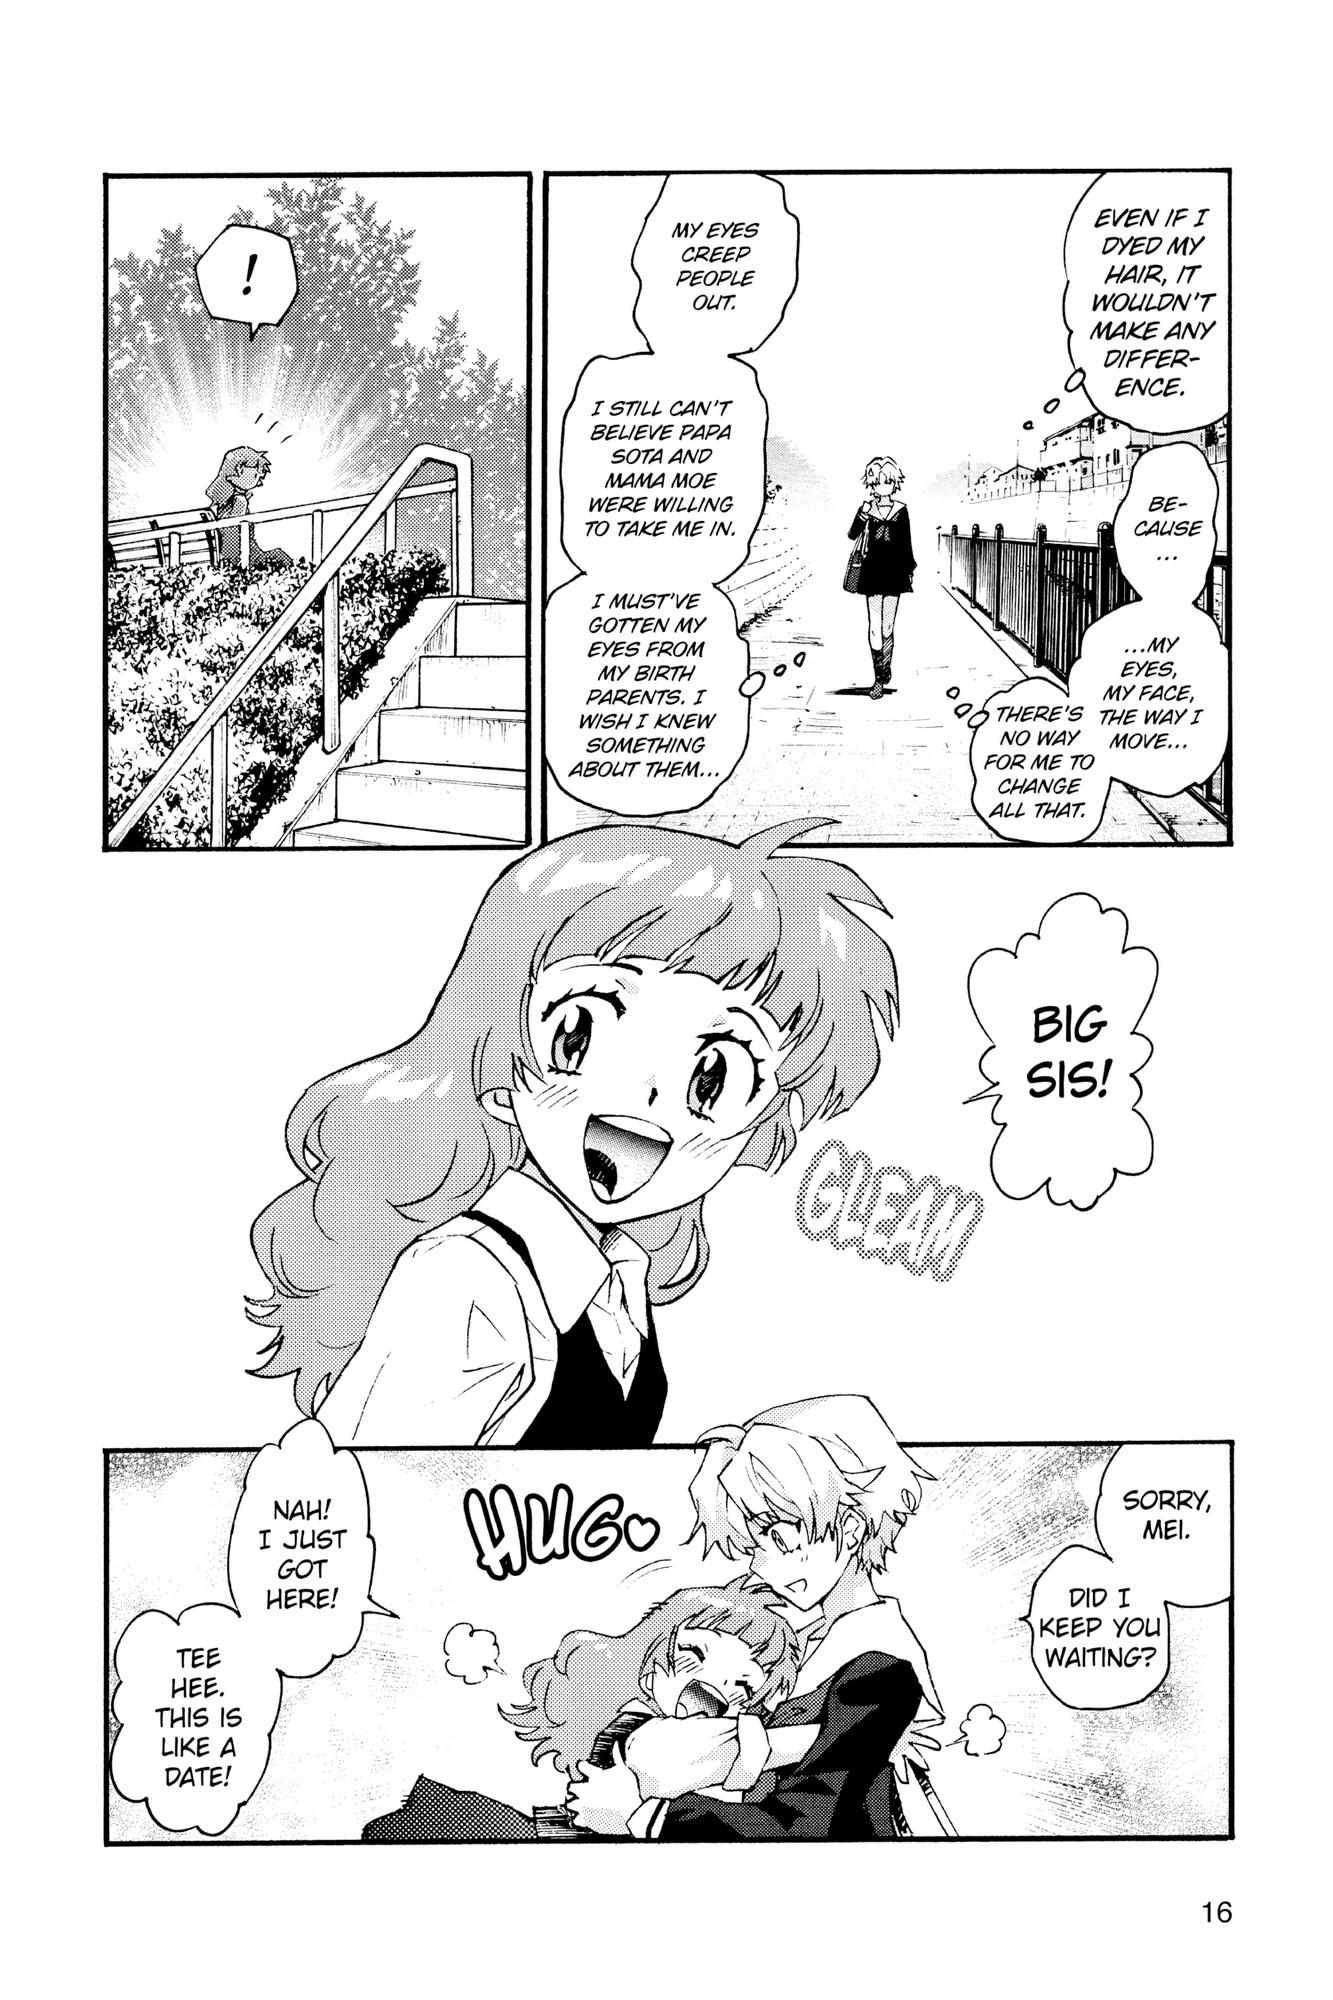 EVEN IF I
DYED MY
HAIR, IT
WOULDN'T
MAKE ANY
DIFFER-
ENCE.
BE-
CAUSE
...
...MY
EYES,
MY FACE,
THE WAY I
MOVE...
THERE'S
NO WAY
FOR ME TO
CHANGE
ALL THAT.
MY EYES
CREEP
PEOPLE
OUT.
I STILL CAN'T
BELIEVE PAPA
SOTA AND
MAMA MOE
WERE WILLING
TO TAKE ME IN.
I MUST'VE
GOTTEN MY
EYES FROM
MY BIRTH
PARENTS. I
WISH I KNEW
SOMETHING
ABOUT THEM...
!
BIG
SIS!
GLEAM
SORRY,
MEI.
DID I
KEEP YOU
WAITING?
HUG♥
NAH!
I JUST
GOT
HERE!
TEE
HEE.
THIS IS
LIKE A
DATE!
16